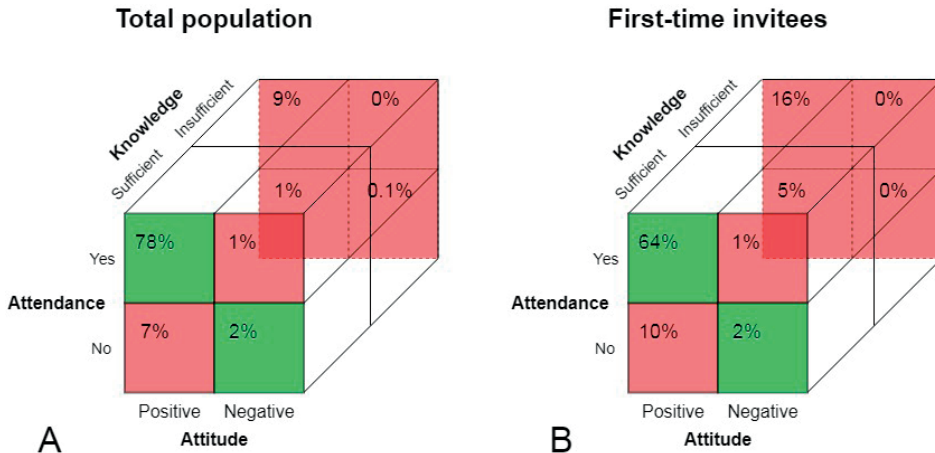 Total population
Knowledge
Insufficient
Sufficient
9% 0%
1% 0.1%
78% 1%
7% 2%
Yes
Attendance
No
Positive Negative
Attitude
A
First-time invitees
Knowledge
Insufficient
Sufficient
16% 0%
5% 0%
64% 1%
10% 2%
Yes
Attendance
No
Positive Negative
Attitude
B